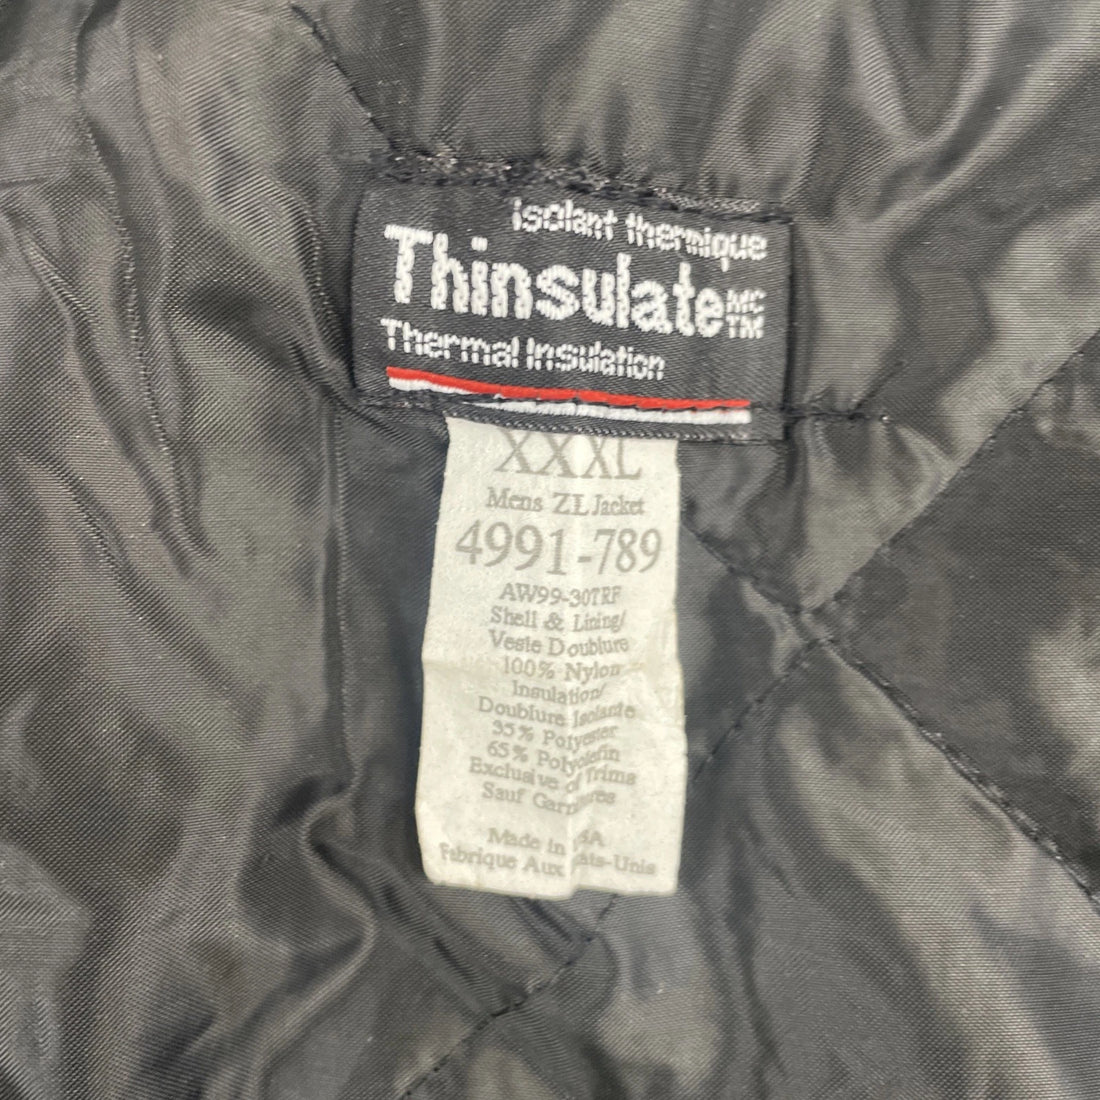 isolant thermique
Thinsulate MC TM
Thermal Insulation
XXXL
Mens ZL Jacket
4991-789
AW99-30TRF
Shell & Lining/
Veste Doublure
100% Nylon
Insulation/
Doublure Isolante
35% Polyester
65% Polyolefin
Exclusive of Trims
Sauf
Made in
Fabrique Aux